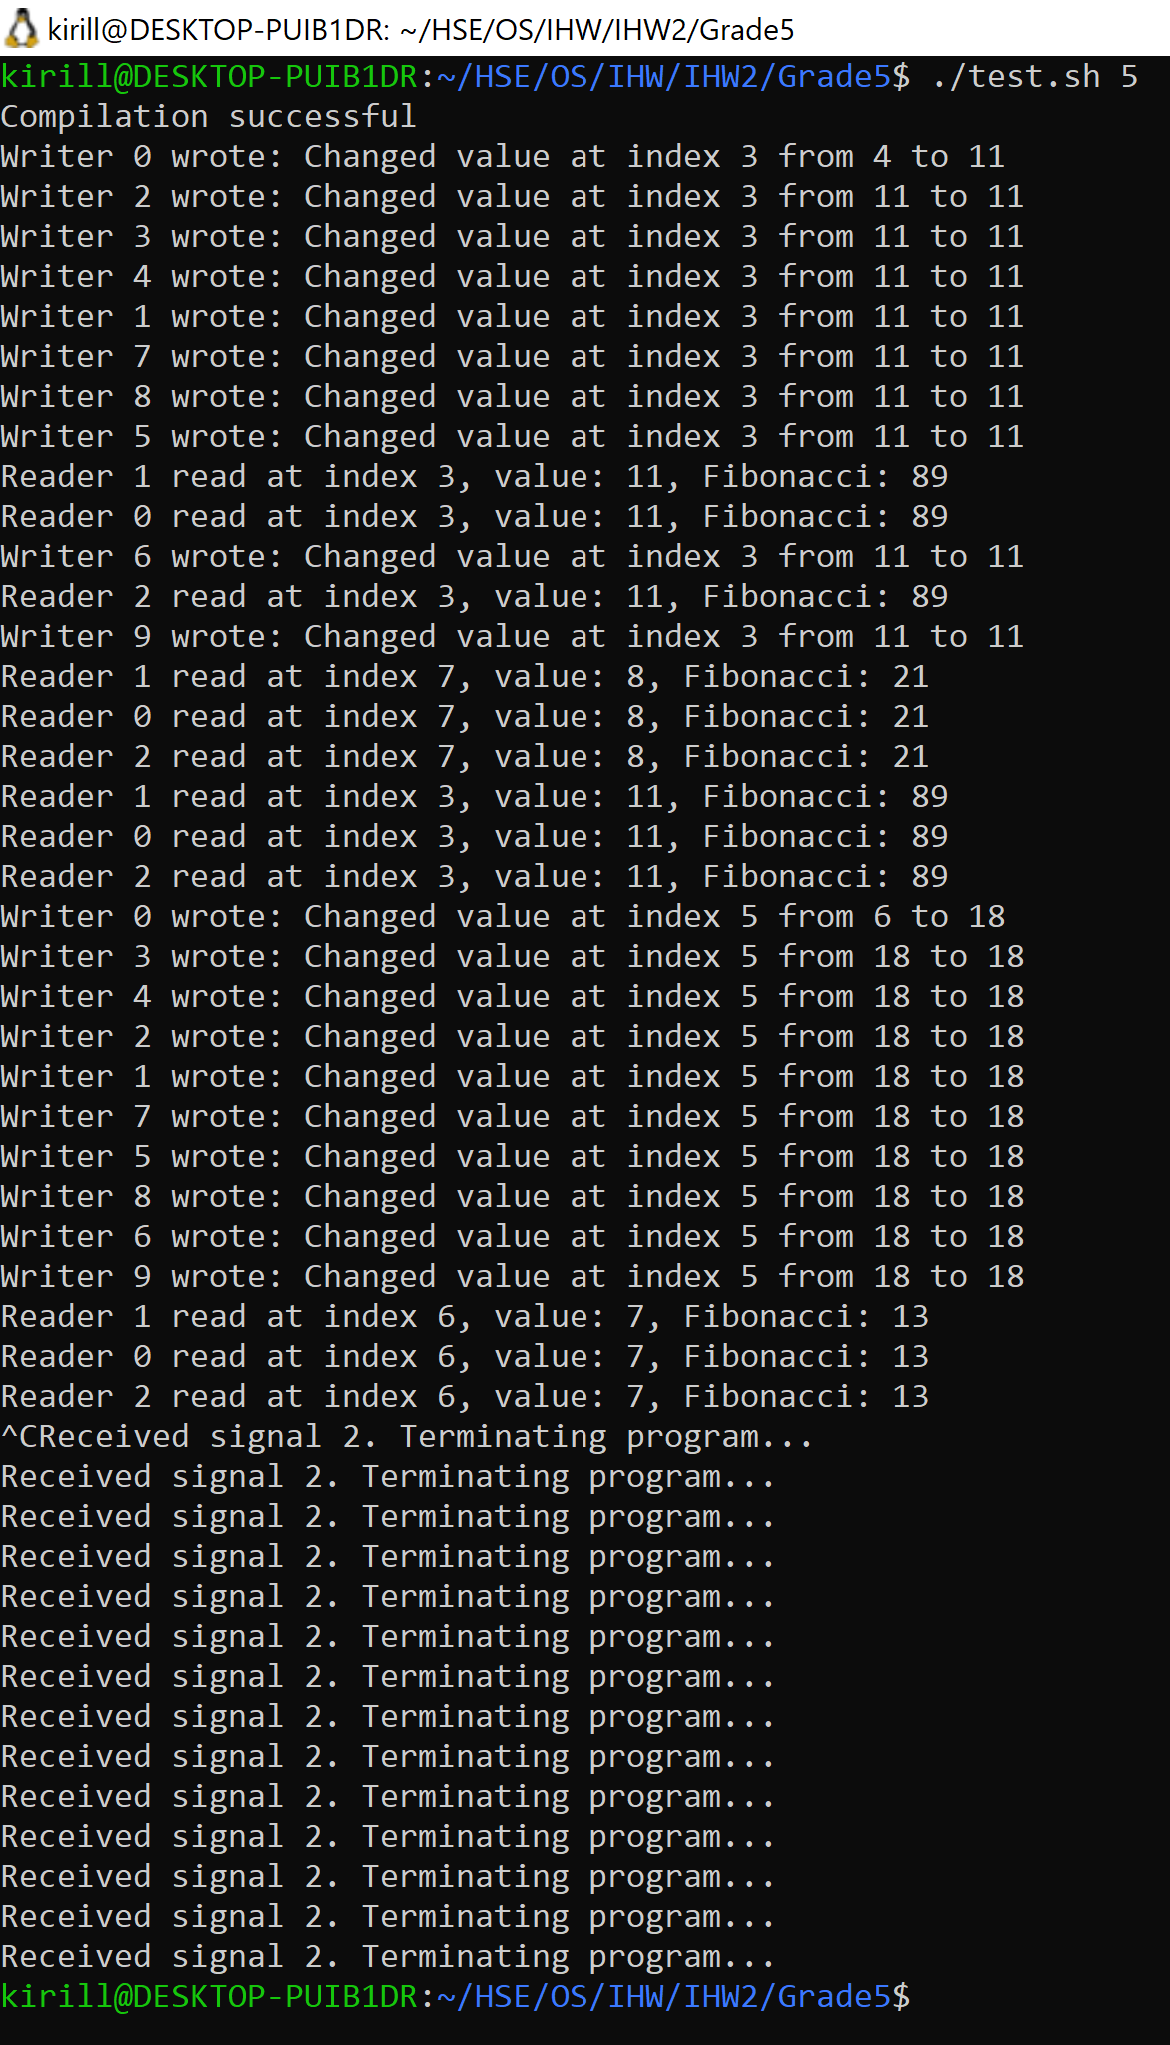 kirill@DESKTOP-PUIB1DR: ~/HSE/OS/IHW/IHW2/Grade5
kirill@DESKTOP-PUIB1DR:~/HSE/OS/IHW/IHW2/Grade5$ ./test.sh 5
Compilation successful
Writer 0 wrote: Changed value at index 3 from 4 to 11
Writer 2 wrote: Changed value at index 3 from 11 to 11
Writer 3 wrote: Changed value at index 3 from 11 to 11
Writer 4 wrote: Changed value at index 3 from 11 to 11
Writer 1 wrote: Changed value at index 3 from 11 to 11
Writer 7 wrote: Changed value at index 3 from 11 to 11
Writer 8 wrote: Changed value at index 3 from 11 to 11
Writer 5 wrote: Changed value at index 3 from 11 to 11
Reader 1 read at index 3, value: 11, Fibonacci: 89
Reader 0 read at index 3, value: 11, Fibonacci: 89
Writer 6 wrote: Changed value at index 3 from 11 to 11
Reader 2 read at index 3, value: 11, Fibonacci: 89
Writer 9 wrote: Changed value at index 3 from 11 to 11
Reader 1 read at index 7, value: 8, Fibonacci: 21
Reader 0 read at index 7, value: 8, Fibonacci: 21
Reader 2 read at index 7, value: 8, Fibonacci: 21
Reader 1 read at index 3, value: 11, Fibonacci: 89
Reader 0 read at index 3, value: 11, Fibonacci: 89
Reader 2 read at index 3, value: 11, Fibonacci: 89
Writer 0 wrote: Changed value at index 5 from 6 to 18
Writer 3 wrote: Changed value at index 5 from 18 to 18
Writer 4 wrote: Changed value at index 5 from 18 to 18
Writer 2 wrote: Changed value at index 5 from 18 to 18
Writer 1 wrote: Changed value at index 5 from 18 to 18
Writer 7 wrote: Changed value at index 5 from 18 to 18
Writer 5 wrote: Changed value at index 5 from 18 to 18
Writer 8 wrote: Changed value at index 5 from 18 to 18
Writer 6 wrote: Changed value at index 5 from 18 to 18
Writer 9 wrote: Changed value at index 5 from 18 to 18
Reader 1 read at index 6, value: 7, Fibonacci: 13
Reader 0 read at index 6, value: 7, Fibonacci: 13
Reader 2 read at index 6, value: 7, Fibonacci: 13
^CReceived signal 2. Terminating program...
Received signal 2. Terminating program...
Received signal 2. Terminating program...
Received signal 2. Terminating program...
Received signal 2. Terminating program...
Received signal 2. Terminating program...
Received signal 2. Terminating program...
Received signal 2. Terminating program...
Received signal 2. Terminating program...
Received signal 2. Terminating program...
Received signal 2. Terminating program...
Received signal 2. Terminating program...
Received signal 2. Terminating program...
Received signal 2. Terminating program...
kirill@DESKTOP-PUIB1DR:~/HSE/OS/IHW/IHW2/Grade5$